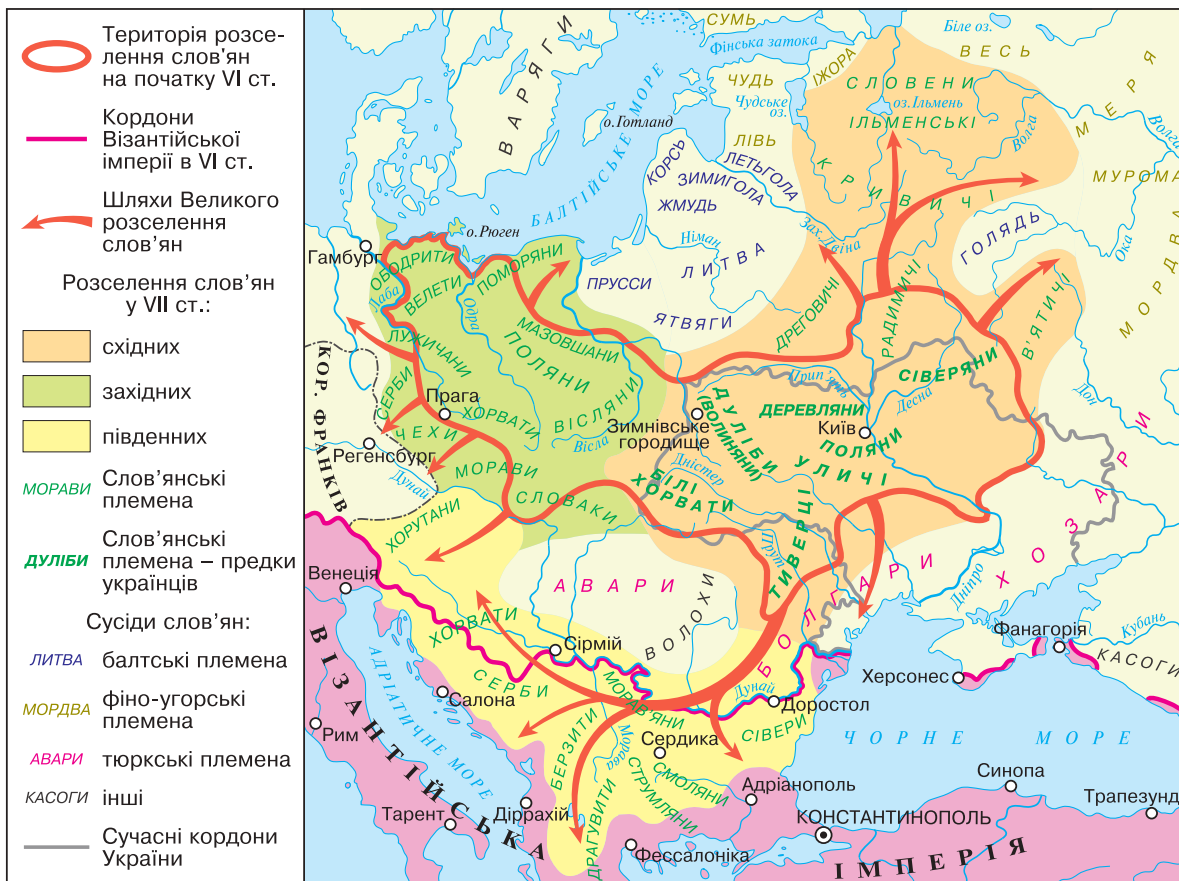 Територія розсе-
лення слов'ян
на початку VI ст.
Кордони
Візантійської
імперії в VI ст.
Шляхи Великого
розселення
слов'ян
Розселення слов'ян
у VII ст.:
східних
західних
південних
МОРАВИ
Слов'янські
племена
ДУЛІБИ
Слов'янські
племена – предки
українців
Сусіди слов'ян:
ЛИТВА
балтські племена
МОРДВА
фіно-угорські
племена
АВАРИ
тюркські племена
КАСОГИ
інші
Сучасні кордони
України
СУМЬ
Фінська затока
Біле оз.
ВЕСЬ
ВАРЯГИ
ЧУДЬ
ІЖОРА
Чудське
оз.
СЛОВЕНИ
оз. Ільмень
ІЛЬМЕНСЬКІ
МЕРЯ
Волга
Волга
о. Готланд
БАЛТІЙСЬКЕ МОРЕ
ЛІВЬ
КОРСЬ
ЛЕТЬГОЛА
ЗИМИГОЛА
ЖМУДЬ
КРИВИЧІ
МУРОМА
ГОЛЯДЬ
Ока
МОРДВА
о. Рюген
Німан
Зах. Двіна
ЛИТВА
Гамбург
ОБОДРИТИ
Лаба
ВЕЛЕТИ
ПОМОРЯНИ
Одра
ПРУССИ
ЯТВЯГИ
ДРЕГОВИЧІ
РАДИМИЧІ
В'ЯТИЧІ
ЛУЖИЧАНИ
МАЗОВШАНИ
ПОЛЯНИ
СІВЕРЯНИ
Прип'ять
Десна
Дон
КОР. ФРАНКІВ
СЕРБИ
Прага
ХОРВАТИ
ВІСЛЯНИ
Вісла
Зимнівське
городище
ДУЛІБИ
(ВОЛИНЯНИ)
ДЕРЕВЛЯНИ
Київ
ПОЛЯНИ
УЛИЧІ
ЧЕХИ
Регенсбург
Дунай
МОРАВИ
СЛОВАКИ
Дністер
БІЛІ
ХОРВАТИ
ТИВЕРЦІ
Прут
ХОЗАРИ
ХОРУТАНИ
Венеція
АВАРИ
ВОЛОХИ
БОЛГАРИ
Дніпро
Кубань
Фанагорія
КАСОГИ
Херсонес
ХОРВАТИ
Сірмій
СЕРБИ
Салона
АДРІАТИЧНЕ МОРЕ
МОРАВ'ЯНИ
Морава
Дунай
Доростол
СІВЕРИ
БЕРЗИТИ
Сердика
СМОЛЯНИ
СТРУМЛЯНИ
ДРАГУВИТИ
ЧОРНЕ МОРЕ
Рим
Тарент
Діррахій
Фессалоніка
Адріанополь
КОНСТАНТИНОПОЛЬ
Синопа
Трапезунд
ВІЗАНТІЙСЬКА
ІМПЕРІЯ